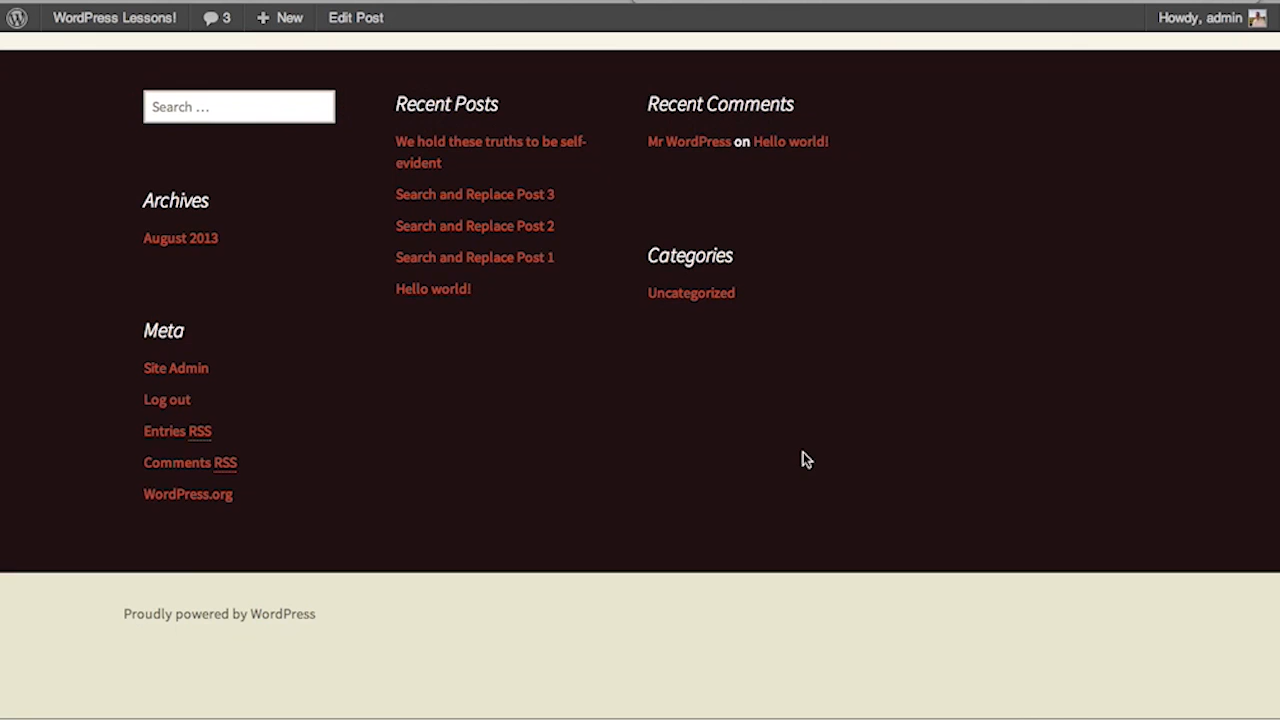 WordPress Lessons! 3 + New Edit Post Howdy, admin
Search ...
Archives
August 2013
Meta
Site Admin
Log out
Entries RSS
Comments RSS
WordPress.org
Recent Posts
We hold these truths to be self-
evident
Search and Replace Post 3
Search and Replace Post 2
Search and Replace Post 1
Hello world!
Recent Comments
Mr WordPress on Hello world!
Categories
Uncategorized
Proudly powered by WordPress